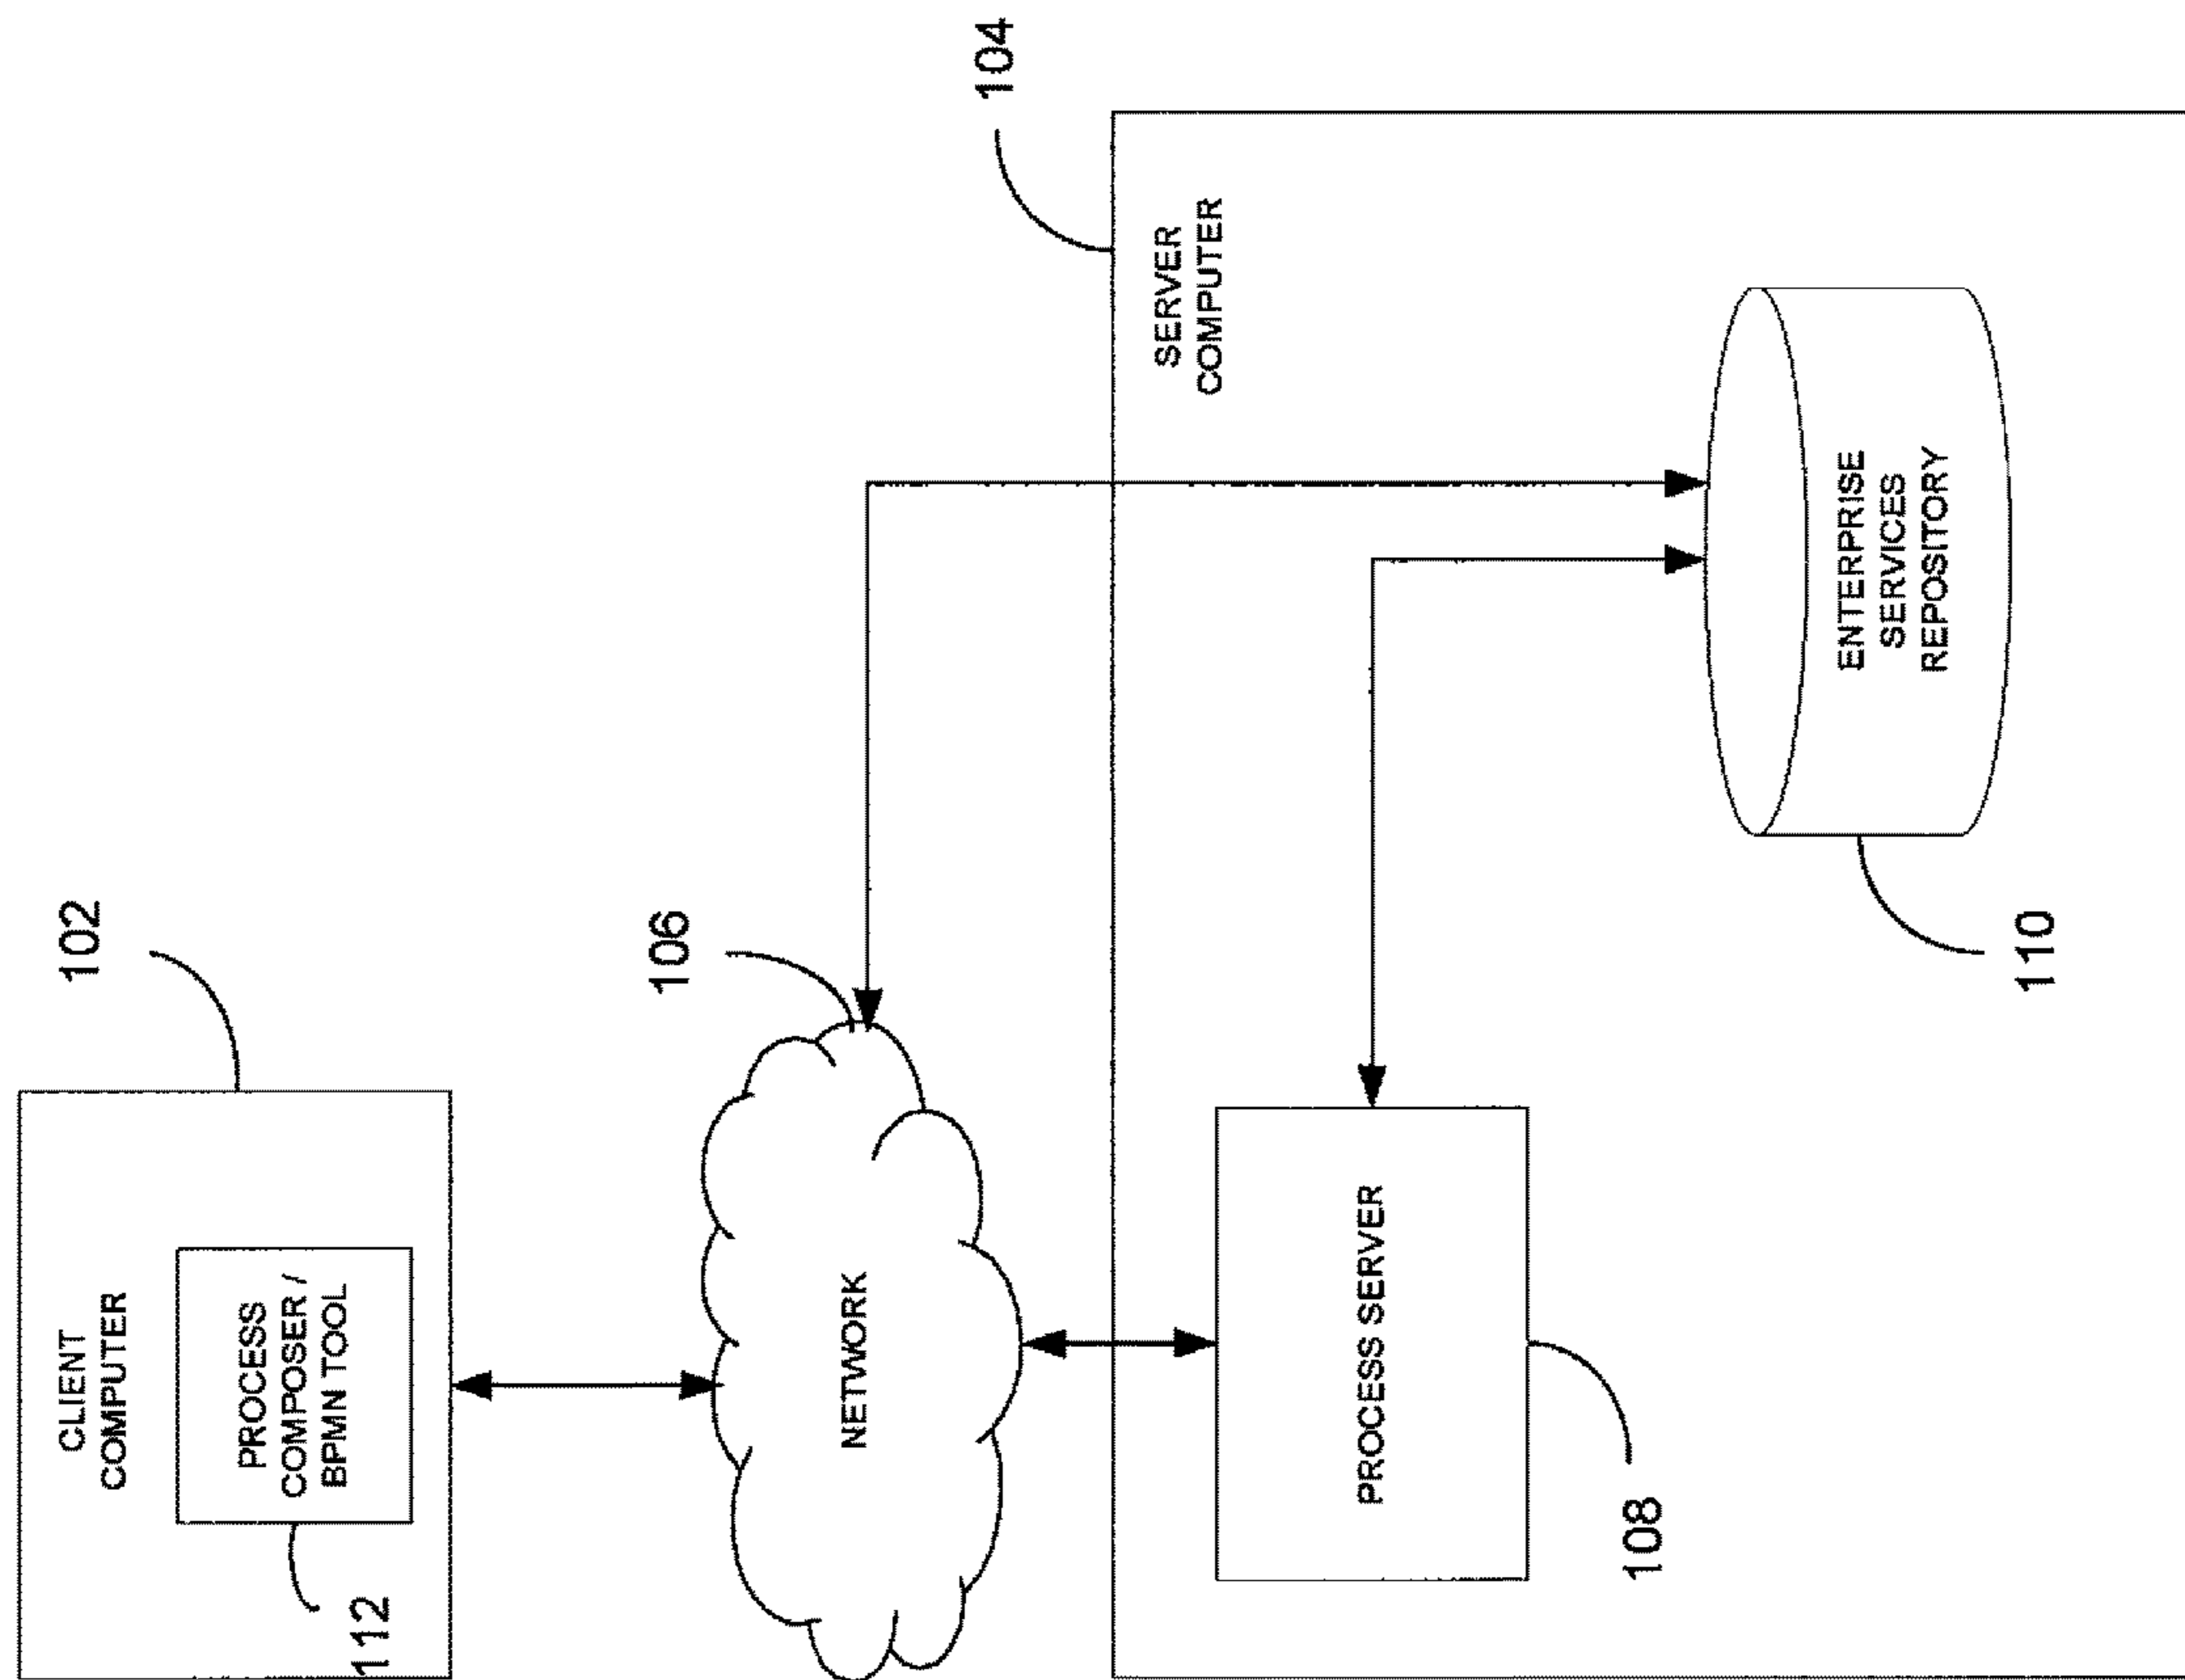 102
CLIENT
COMPUTER
PROCESS
COMPOSER /
BPMN TOOL
112
106
NETWORK
104
SERVER
COMPUTER
PROCESS SERVER
108
ENTERPRISE
SERVICES
REPOSITORY
110